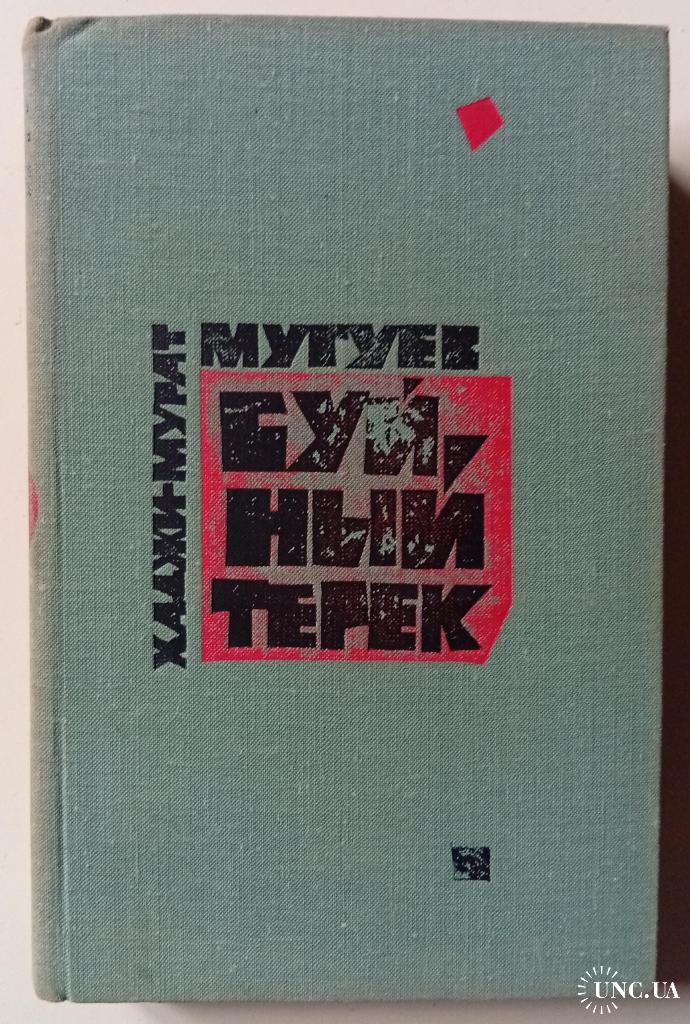 ХАДЖИ-МУРАТ
МУГУЕВ
БУЙ,
НЫЙ
ТЕРЕК
UNC.UA